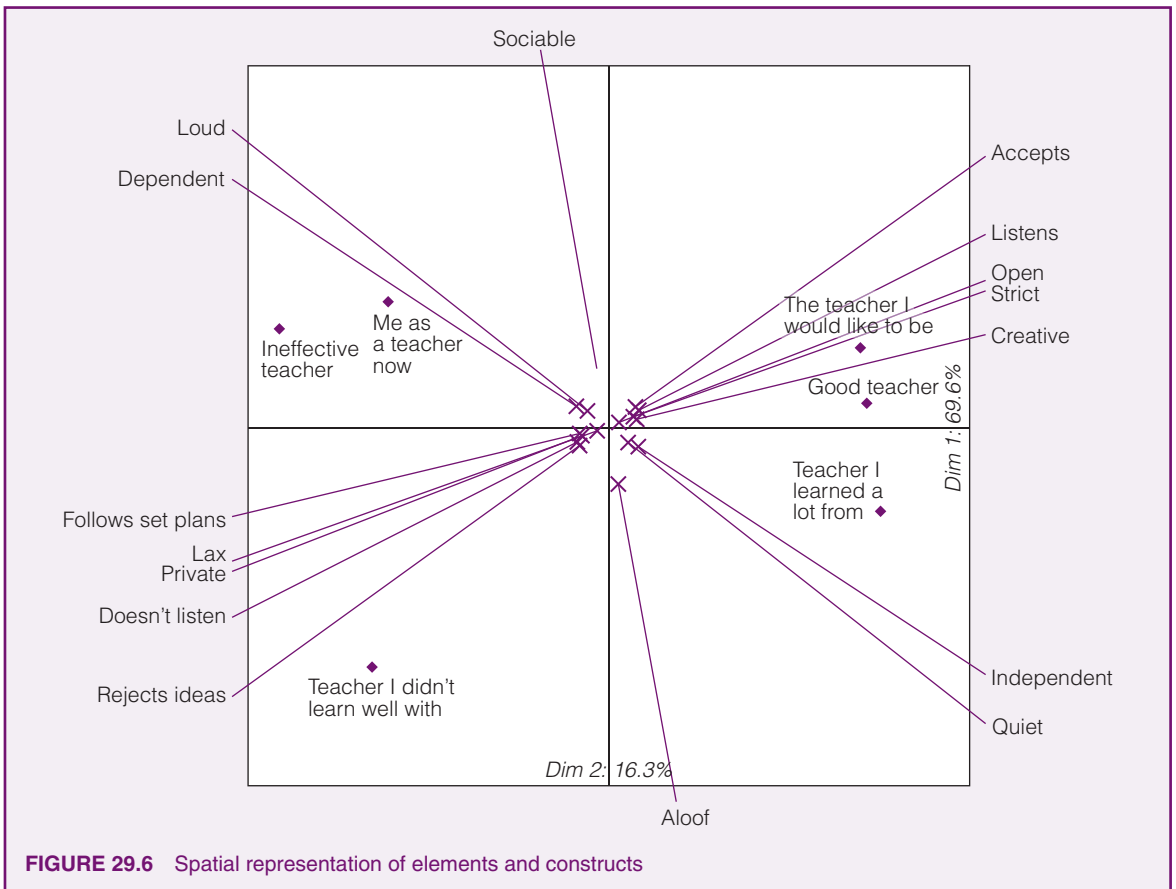 Sociable
Loud
Dependent
Accepts
Listens
Open
Strict
Creative
The teacher I
would like to be
Me as
a teacher
now
Ineffective
teacher
Good teacher
Dim 1: 69.6%
Teacher I
learned a
lot from
Follows set plans
Lax
Private
Doesn't listen
Rejects ideas
Teacher I didn't
learn well with
Independent
Quiet
Dim 2: 16.3%
Aloof
FIGURE 29.6 Spatial representation of elements and constructs